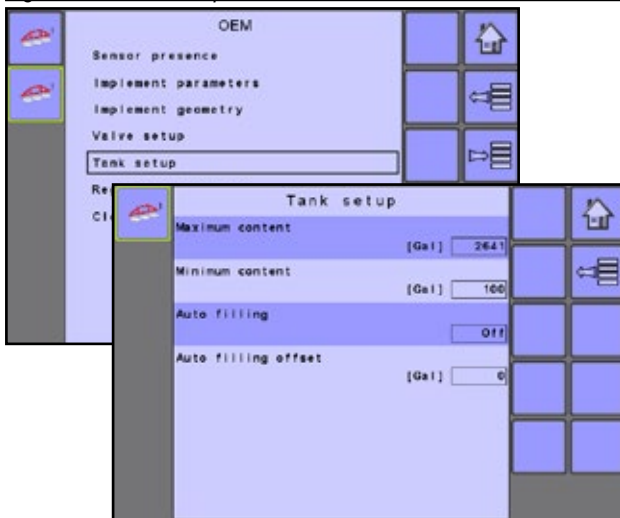 OEM
Sensor presence
Implement parameters
Implement geometry
Valve setup
Tank setup
Re
Cl
Tank setup
Maximum content
[Gal] 2641
Minimum content
[Gal] 100
Auto filling
Off
Auto filling offset
[Gal] 0